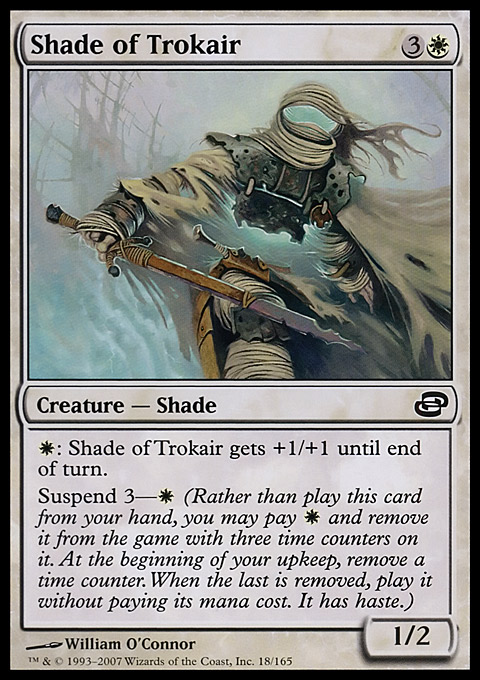 Shade of Trokair 3
Creature — Shade
: Shade of Trokair gets +1/+1 until end
of turn.
Suspend 3— (Rather than play this card
from your hand, you may pay and remove
it from the game with three time counters on
it. At the beginning of your upkeep, remove a
time counter. When the last is removed, play it
without paying its mana cost. It has haste.)
William O'Connor
1/2
™ & © 1993–2007 Wizards of the Coast, Inc. 18/165